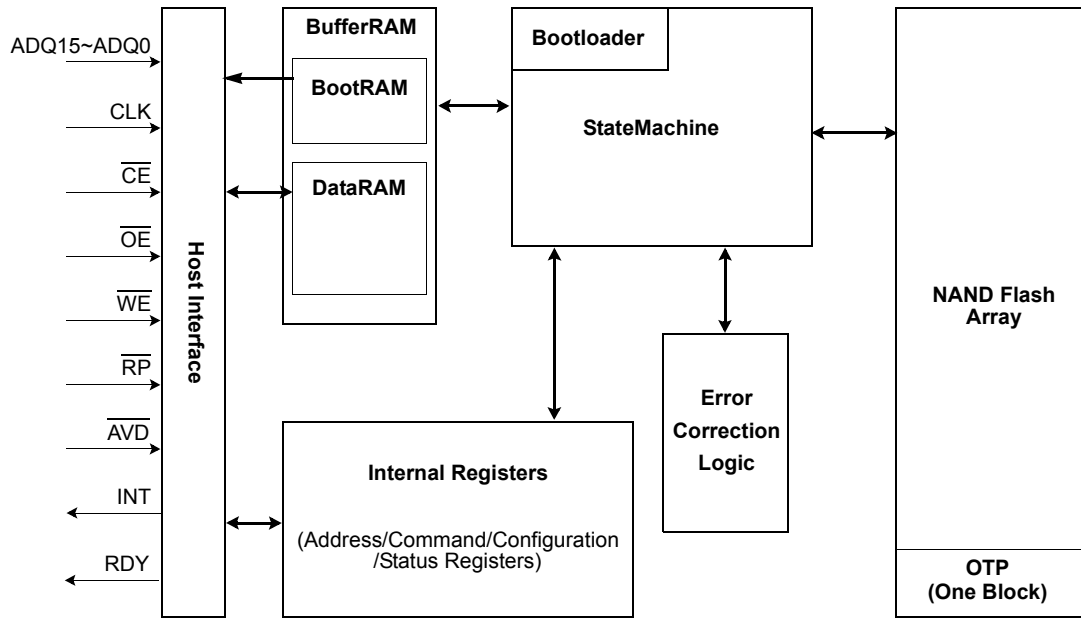 ADQ15~ADQ0
CLK
CE
OE
WE
RP
AVD
INT
RDY
Host Interface
BufferRAM
BootRAM
DataRAM
Bootloader
StateMachine
Error
Correction
Logic
Internal Registers
(Address/Command/Configuration
/Status Registers)
NAND Flash
Array
OTP
(One Block)